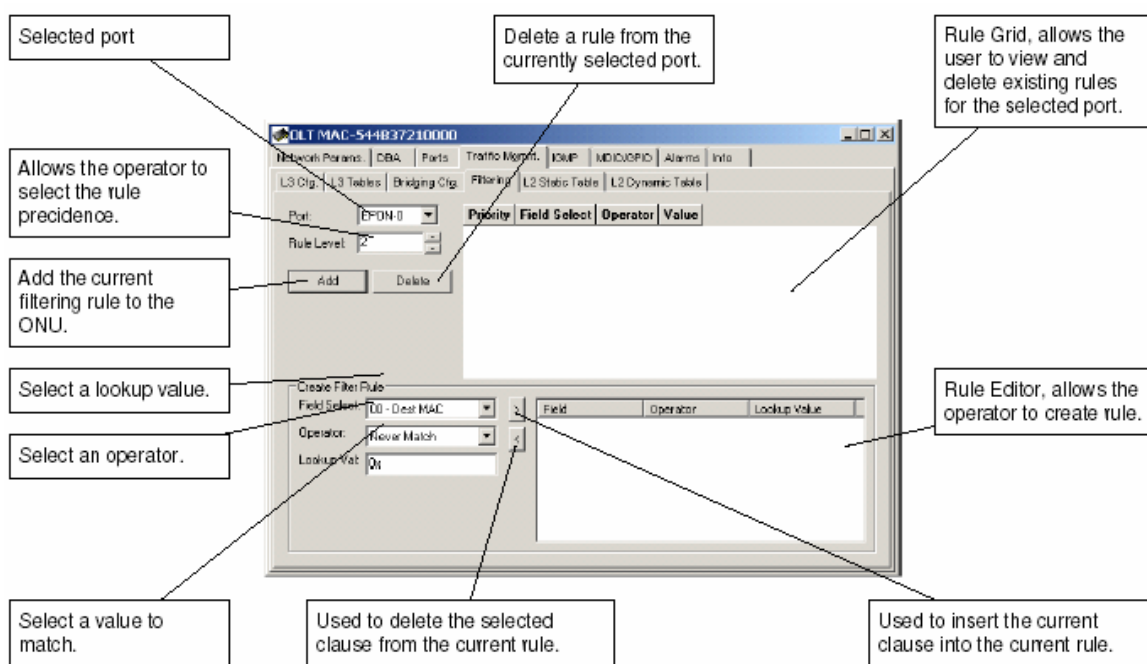 Selected port
Delete a rule from the
currently selected port.
Rule Grid, allows the
user to view and
delete existing rules
for the selected port.
Allows the operator to
select the rule
precidence.
Add the current
filtering rule to the
ONU.
Select a lookup value.
Select an operator.
Select a value to
match.
OLT MAC-544B37210000
Network Params. DBA Ports Traffic Mgmt. IGMP MDIO/GPIO Alarms Info
L3 Cfg. L3 Tables Bridging Cfg. Filtering L2 Static Table L2 Dynamic Table
Port: EPON-0
Rule Level: 2
Add Delete
Priority Field Select Operator Value
Create Filter Rule
Field Select: 00 - Dest MAC >
Operator: Never Match <
Lookup Val: 0x
Field Operator Lookup Value
Rule Editor, allows the
operator to create rule.
Used to delete the selected
clause from the current rule.
Used to insert the current
clause into the current rule.